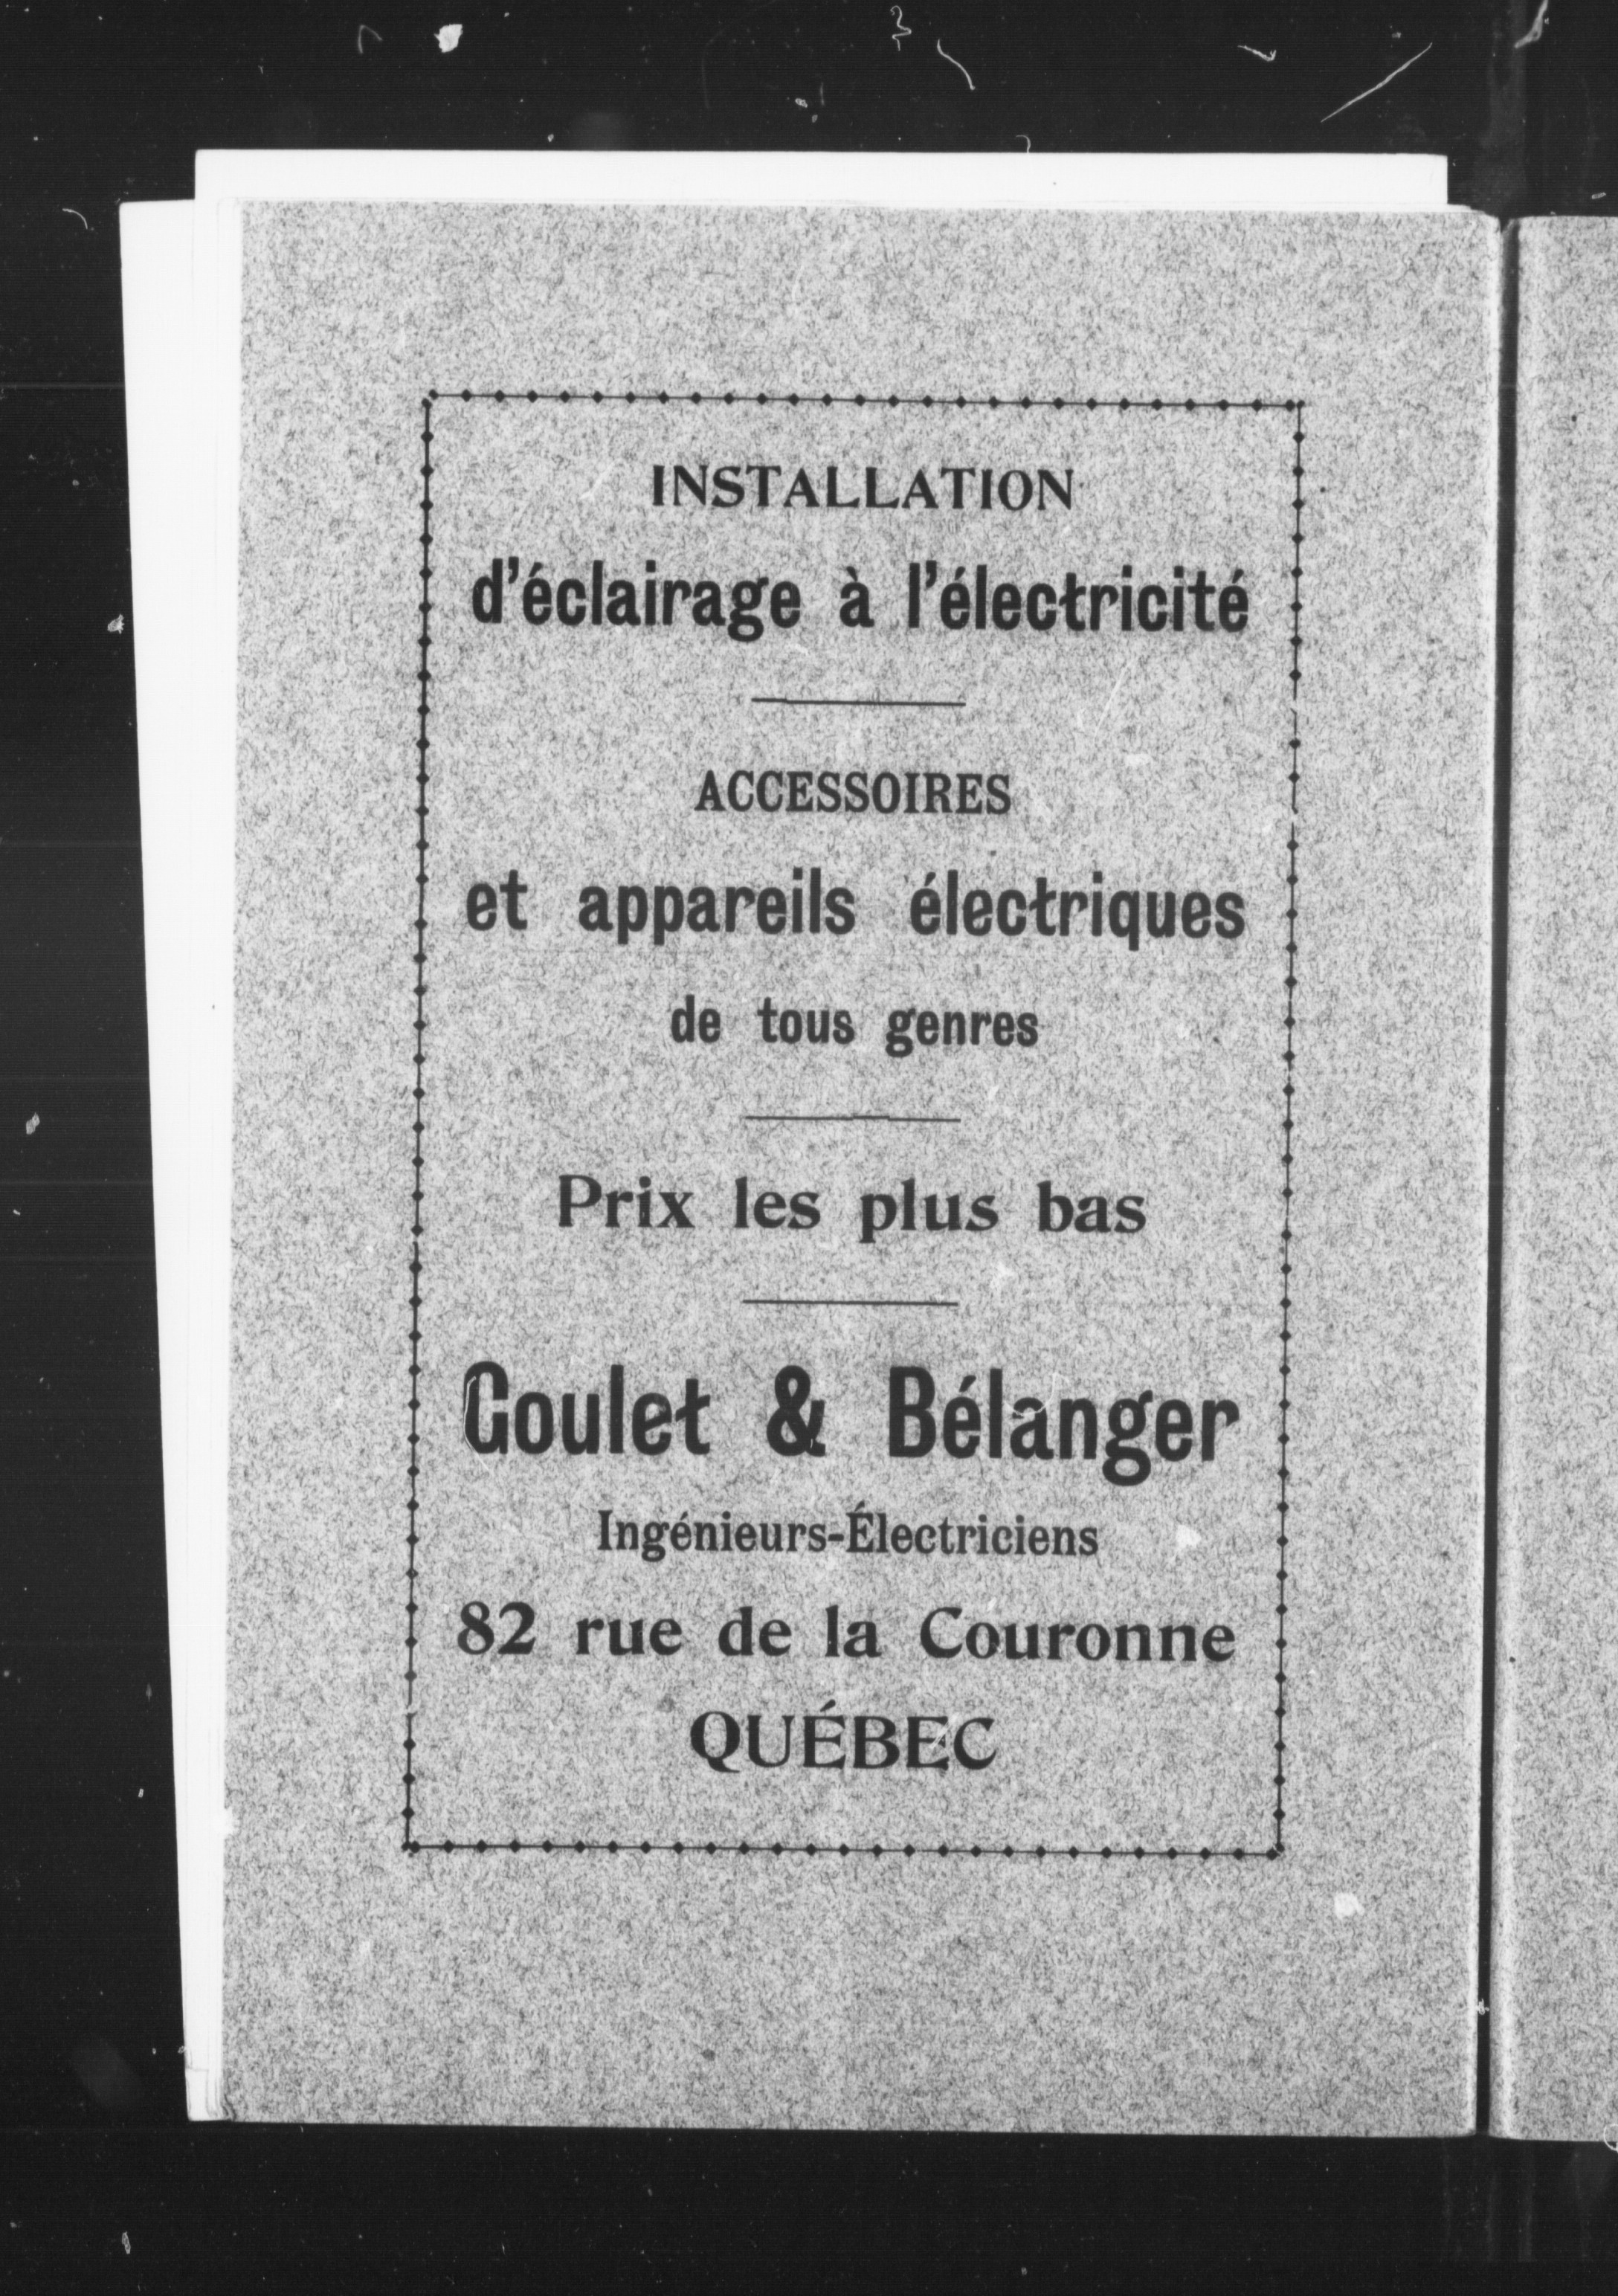 INSTALLATION
d'éclairage à l'électricité
ACCESSOIRES
et appareils électriques
de tous genres
Prix les plus bas
Goulet & Bélanger
Ingénieurs-Électriciens
82 rue de la Couronne
QUÉBEC